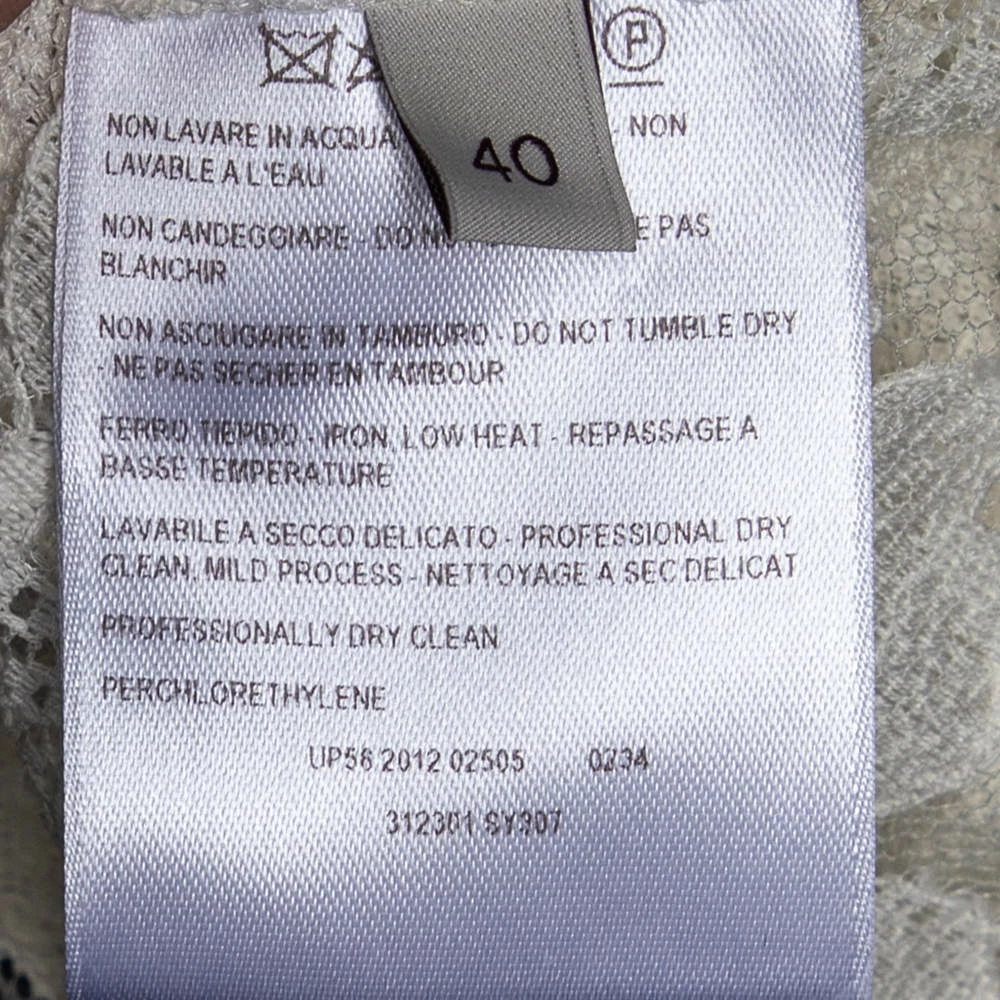 P
40
NON LAVARE IN ACQUA - NON
LAVABLE A L'EAU
NON CANDEGGIARE - DO E PAS
BLANCHIR
NON ASCIUGARE IN TAMBURO - DO NOT TUMBLE DRY
- NE PAS SECHER EN TAMBOUR
FERRO TIEPIDO - IRON, LOW HEAT - REPASSAGE A
BASSE TEMPERATURE
LAVABILE A SECCO DELICATO - PROFESSIONAL DRY
CLEAN, MILD PROCESS - NETTOYAGE A SEC DELICAT
PROFESSIONALLY DRY CLEAN
PERCHLORETHYLENE
UP56 2012 02505 0234
312301 SY307